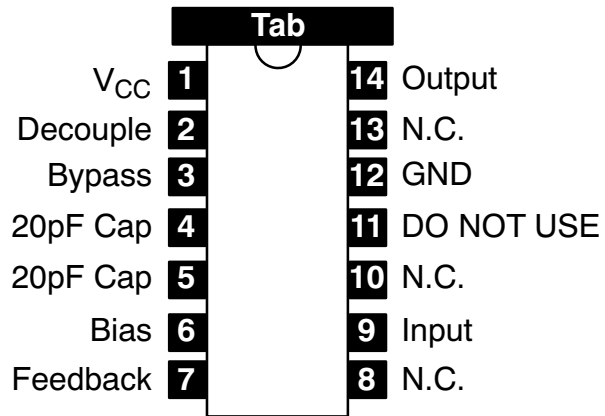 Tab
VCC 1 14 Output
Decouple 2 13 N.C.
Bypass 3 12 GND
20pF Cap 4 11 DO NOT USE
20pF Cap 5 10 N.C.
Bias 6 9 Input
Feedback 7 8 N.C.